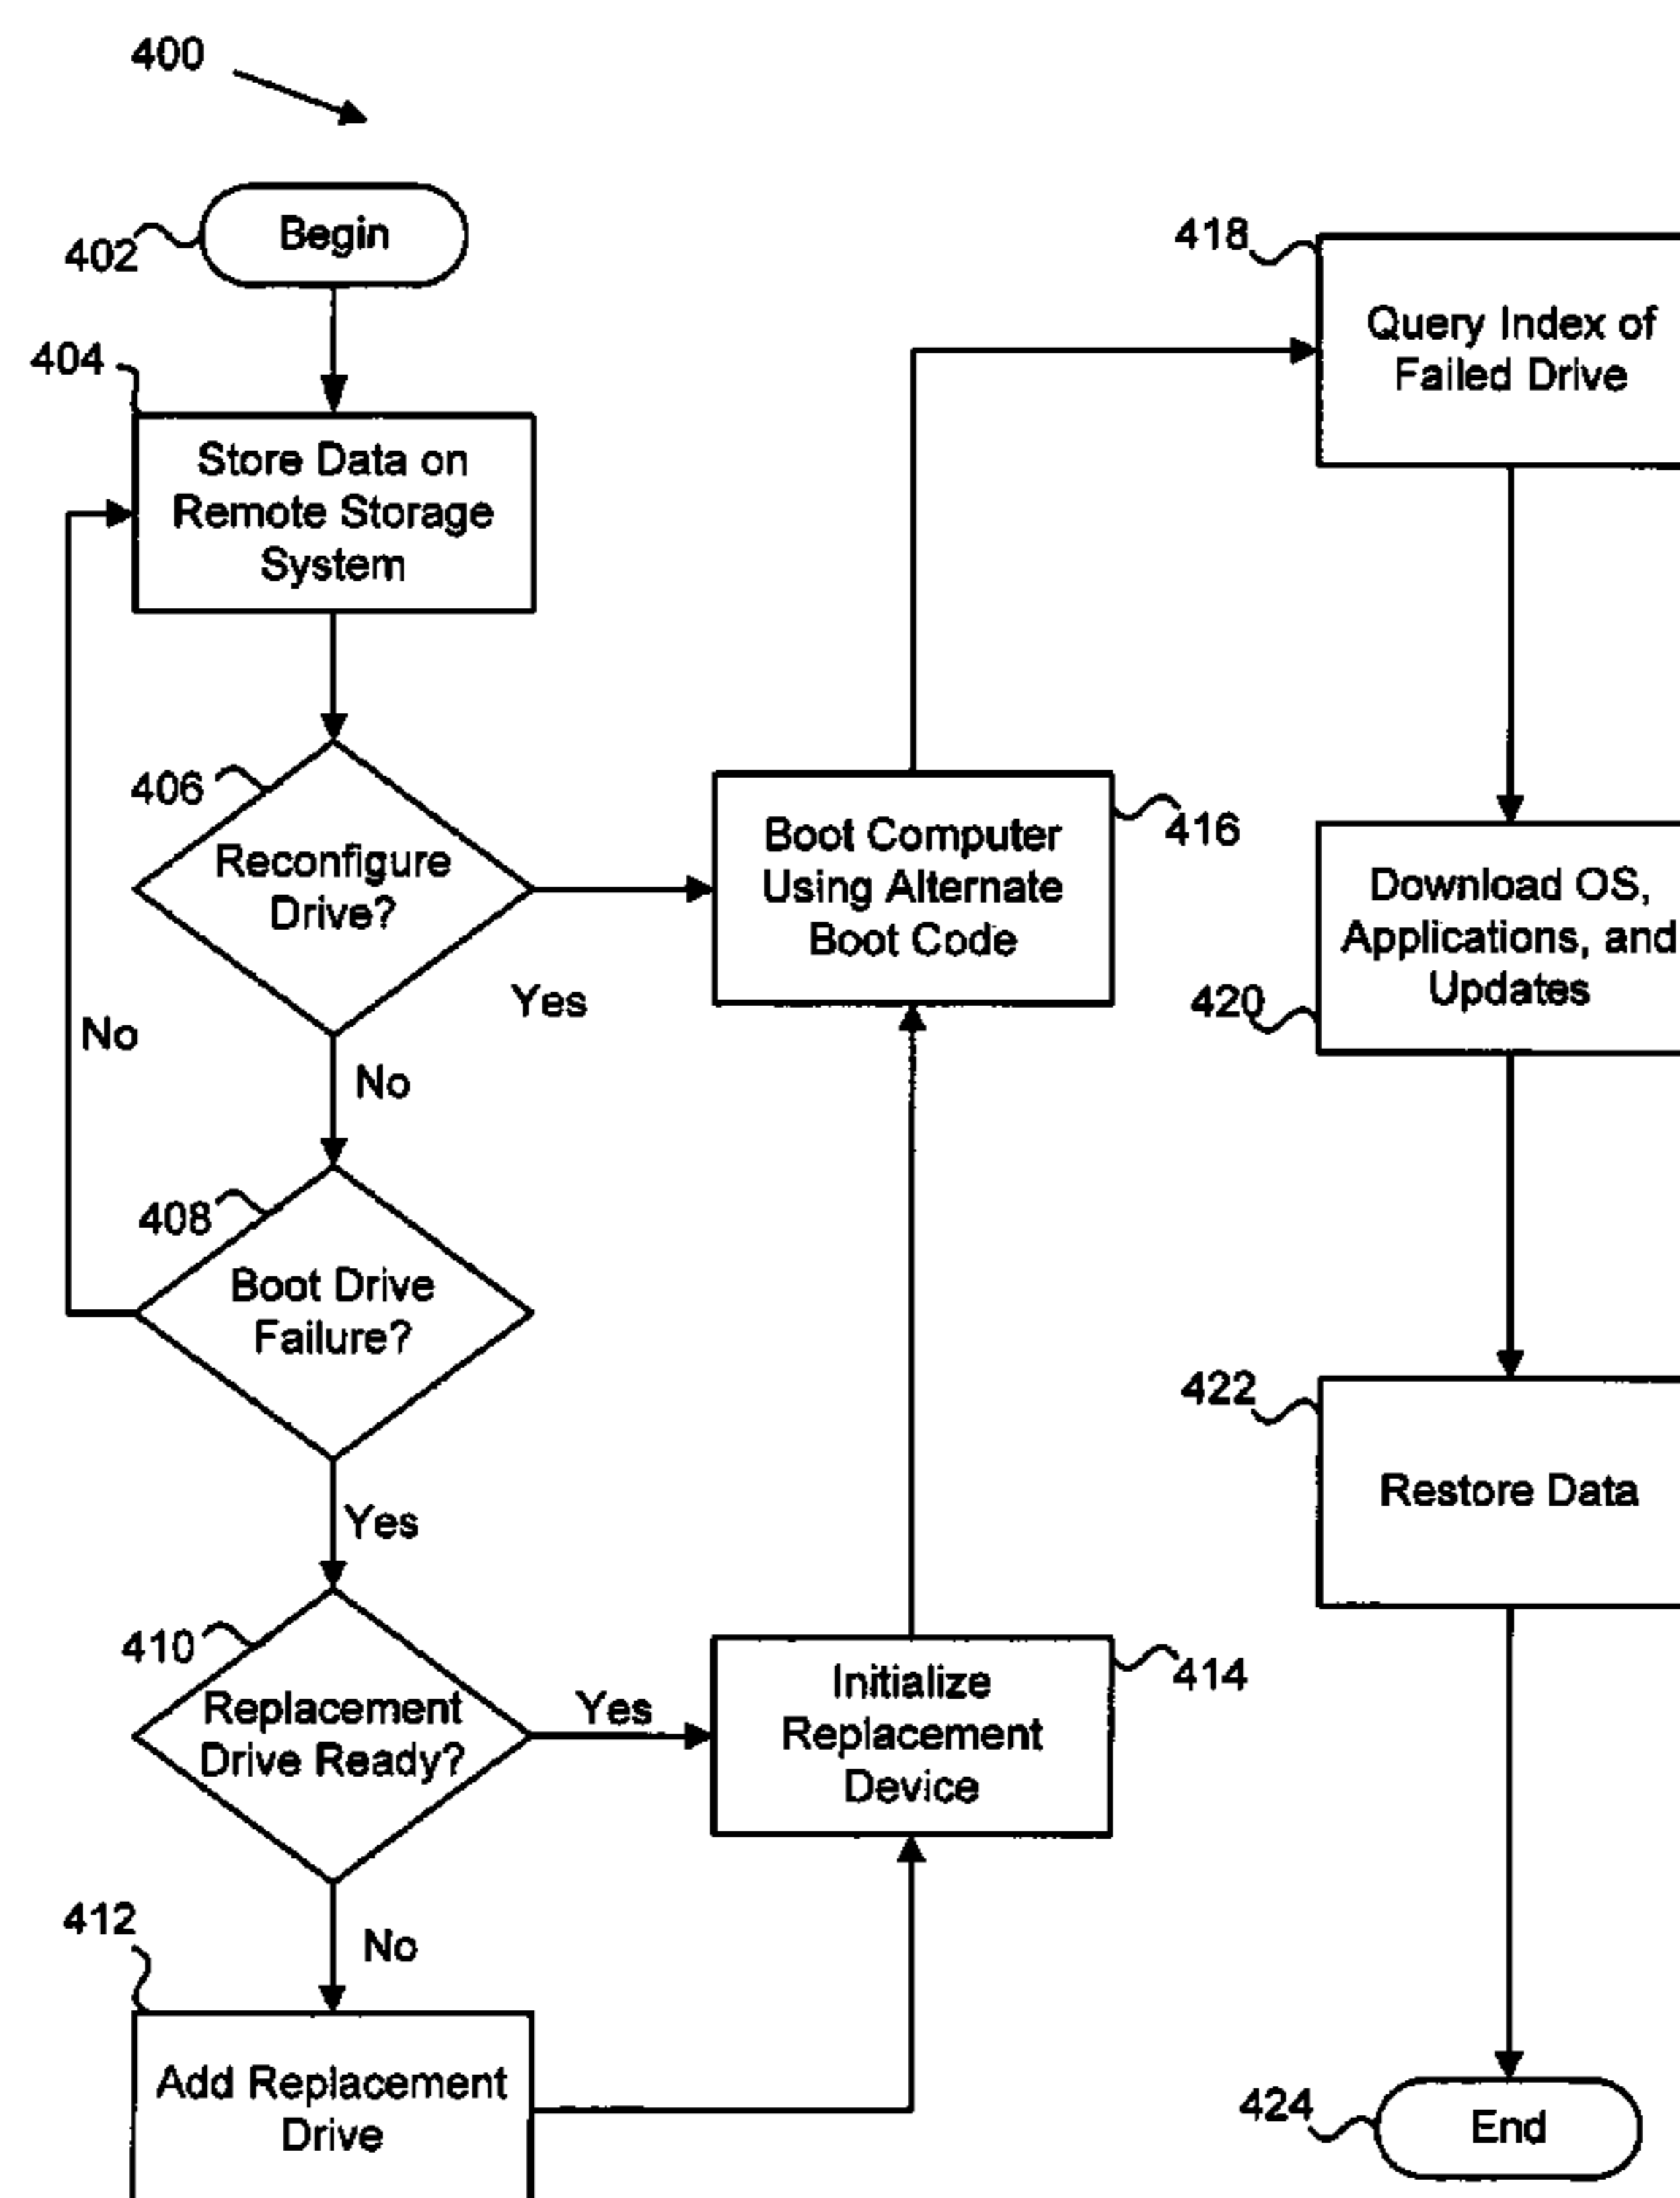 400
402
Begin
404
Store Data on
Remote Storage
System
406
Reconfigure
Drive?
Yes
No
No
408
Boot Drive
Failure?
Yes
410
Replacement
Drive Ready?
Yes
No
412
Add Replacement
Drive
414
Initialize
Replacement
Device
416
Boot Computer
Using Alternate
Boot Code
418
Query Index of
Failed Drive
420
Download OS,
Applications, and
Updates
422
Restore Data
424
End